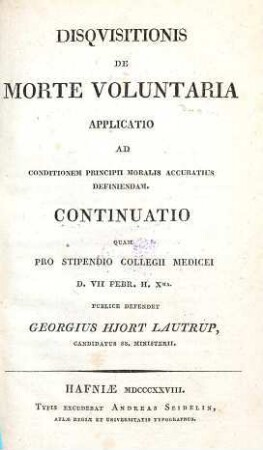 DISQVISITIONIS
DE
MORTE VOLUNTARIA
APPLICATIO
AD
CONDITIONEM PRINCIPII MORALIS ACCURATIUS
DEFINIENDAM.
CONTINUATIO
QUAM
PRO STIPENDIO COLLEGII MEDICEI
D. VII FEBR. H. XMA.
PUBLICE DEFENDET
GEORGIUS HJORT LAUTRUP,
CANDIDATUS SS. MINISTERII.
HAFNIÆ MDCCCXXVIII.
TYPIS EXCUDEBAT ANDREAS SEIDELIN,
AULÆ REGIÆ ET UNIVERSITATIS TYPOGRAPHUS.